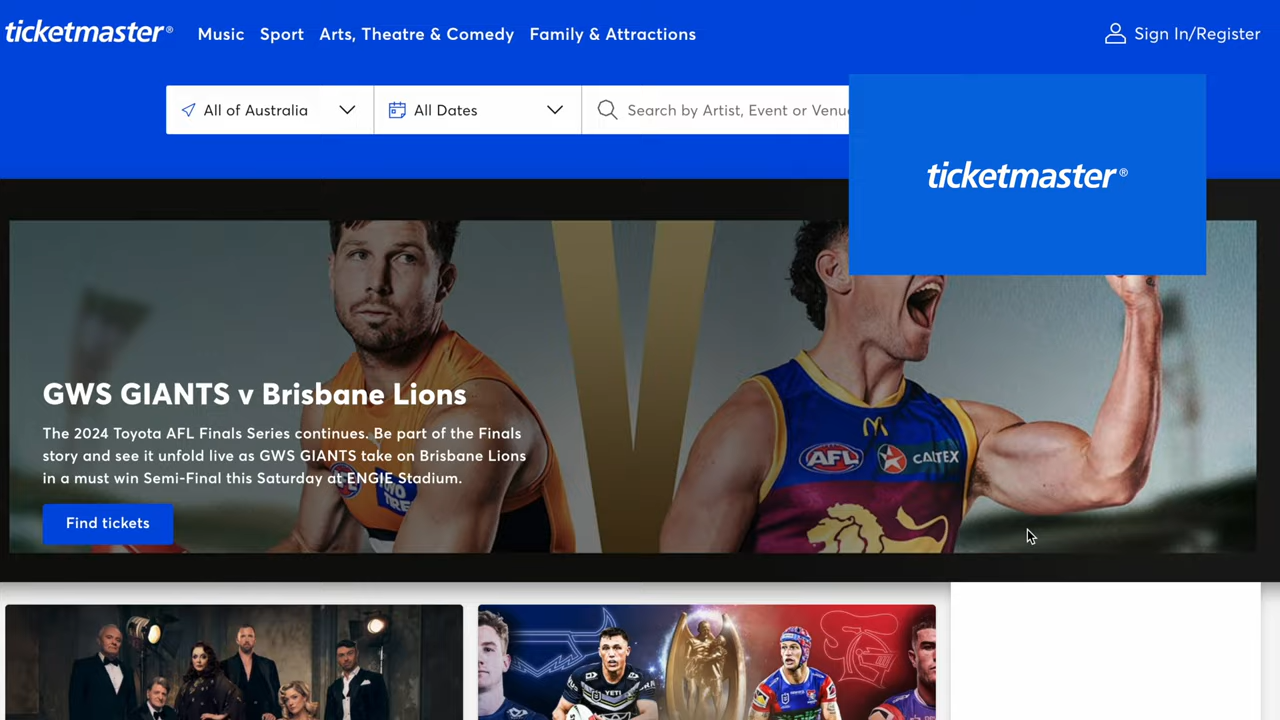 ticketmaster®
Music
Sport
Arts, Theatre & Comedy
Family & Attractions
Sign In/Register
All of Australia
All Dates
Search by Artist, Event or
ticketmaster®
GWS GIANTS v Brisbane Lions
The 2024 Toyota AFL Finals Series continues. Be part of the Finals
story and see it unfold live as GWS GIANTS take on Brisbane Lions
in a must win Semi-Final this Saturday at ENGIE Stadium.
Find tickets
AFL
CALTEX
YETI